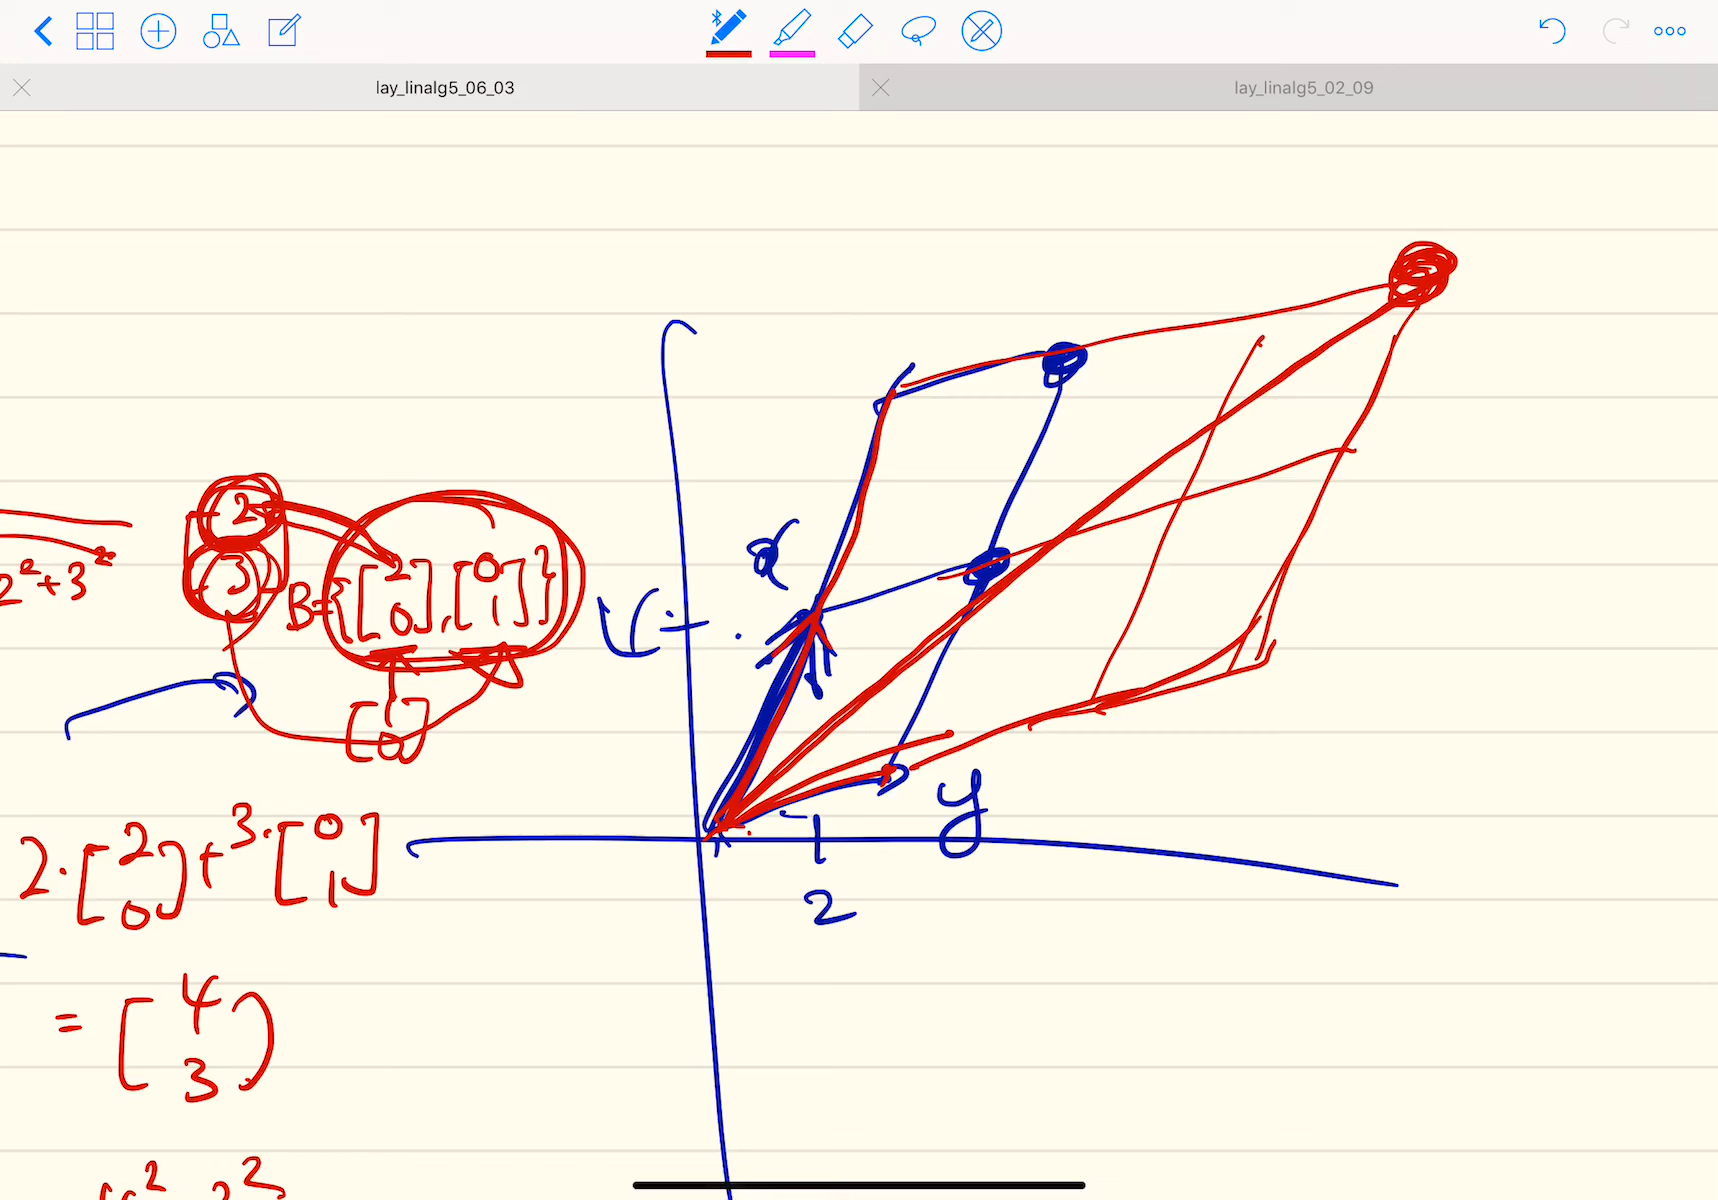 lay_linalg5_06_03
lay_linalg5_02_09
2² + 3²
[2 3]
B = {[2 0], [0 1]}
V :
x
y
1
2
2 · [2 0] + 3 · [0 1]
= [4 3]